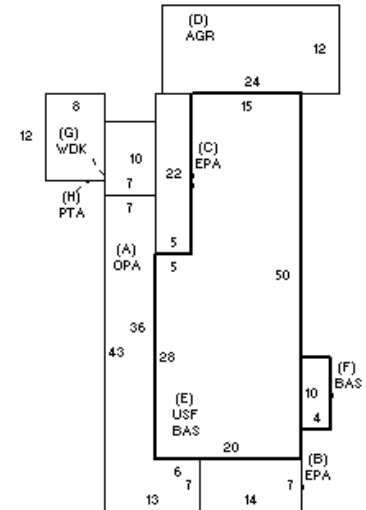 (D)
AGR
12
24
8
15
12
(G)
WDK
10
22
(C)
EPA
7
(H)
PTA
7
5
(A)
OPA
5
50
36
43
28
(F)
BAS
10
4
(E)
USF
BAS
20
6
(B)
EPA
7
7
13
14